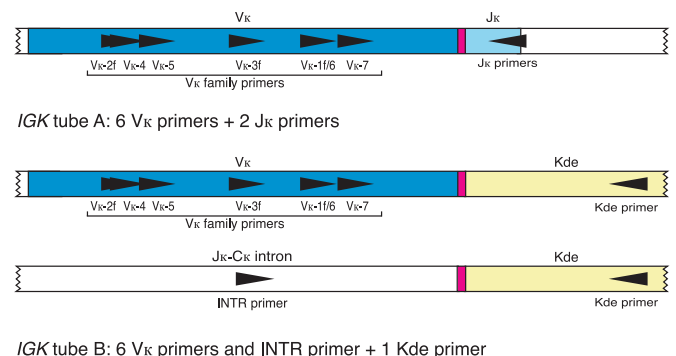 Vκ Jκ
Vκ-2f Vκ-4 Vκ-5 Vκ-3f Vκ-1f/6 Vκ-7 Jκ primers
Vκ family primers
IGK tube A: 6 Vκ primers + 2 Jκ primers
Vκ Kde
Vκ-2f Vκ-4 Vκ-5 Vκ-3f Vκ-1f/6 Vκ-7 Kde primer
Vκ family primers
Jκ-Cκ intron Kde
INTR primer Kde primer
IGK tube B: 6 Vκ primers and INTR primer + 1 Kde primer